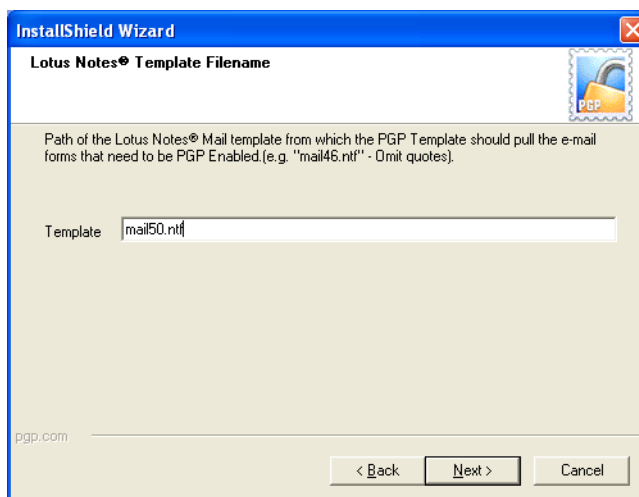 InstallShield Wizard
Lotus Notes® Template Filename
PGP
Path of the Lotus Notes® Mail template from which the PGP Template should pull the e-mail
forms that need to be PGP Enabled.(e.g. "mail46.ntf" - Omit quotes).
Template
mail50.ntf
pgp.com
< Back
Next >
Cancel